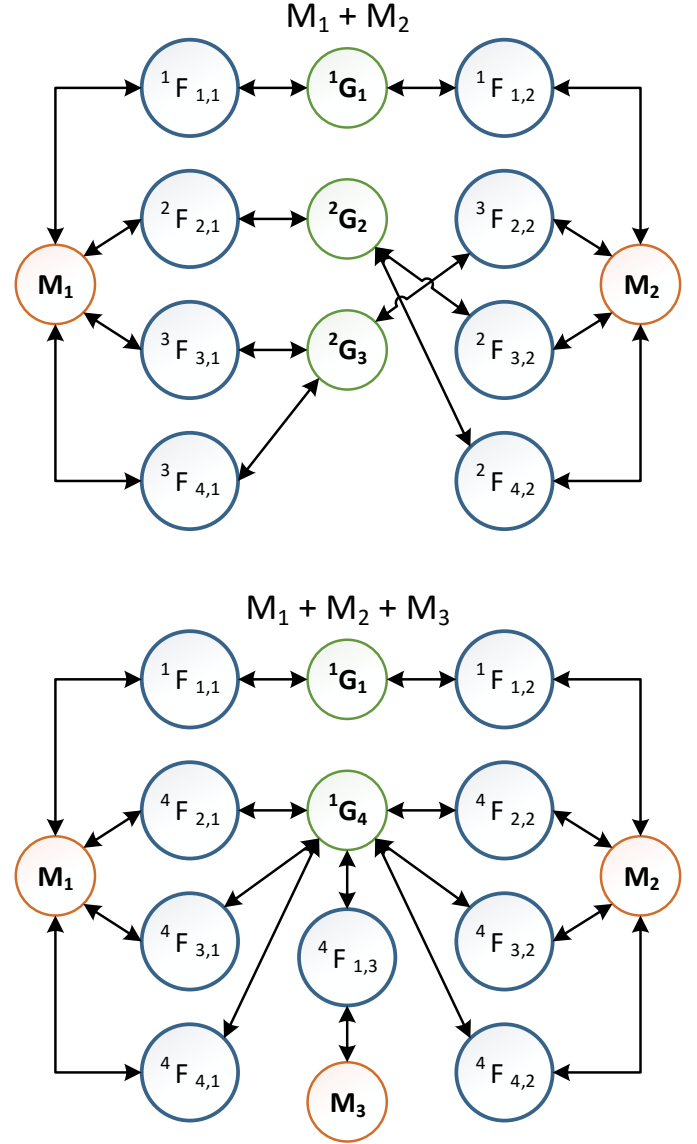 M₁ + M₂
¹F ₁,₁ ¹G₁ ¹F ₁,₂
²F ₂,₁ ²G₂ ³F ₂,₂
M₁ M₂
³F ₃,₁ ²G₃ ²F ₃,₂
³F ₄,₁ ²F ₄,₂
M₁ + M₂ + M₃
¹F ₁,₁ ¹G₁ ¹F ₁,₂
⁴F ₂,₁ ¹G₄ ⁴F ₂,₂
M₁ M₂
⁴F ₃,₁ ⁴F ₁,₃ ⁴F ₃,₂
⁴F ₄,₁ M₃ ⁴F ₄,₂